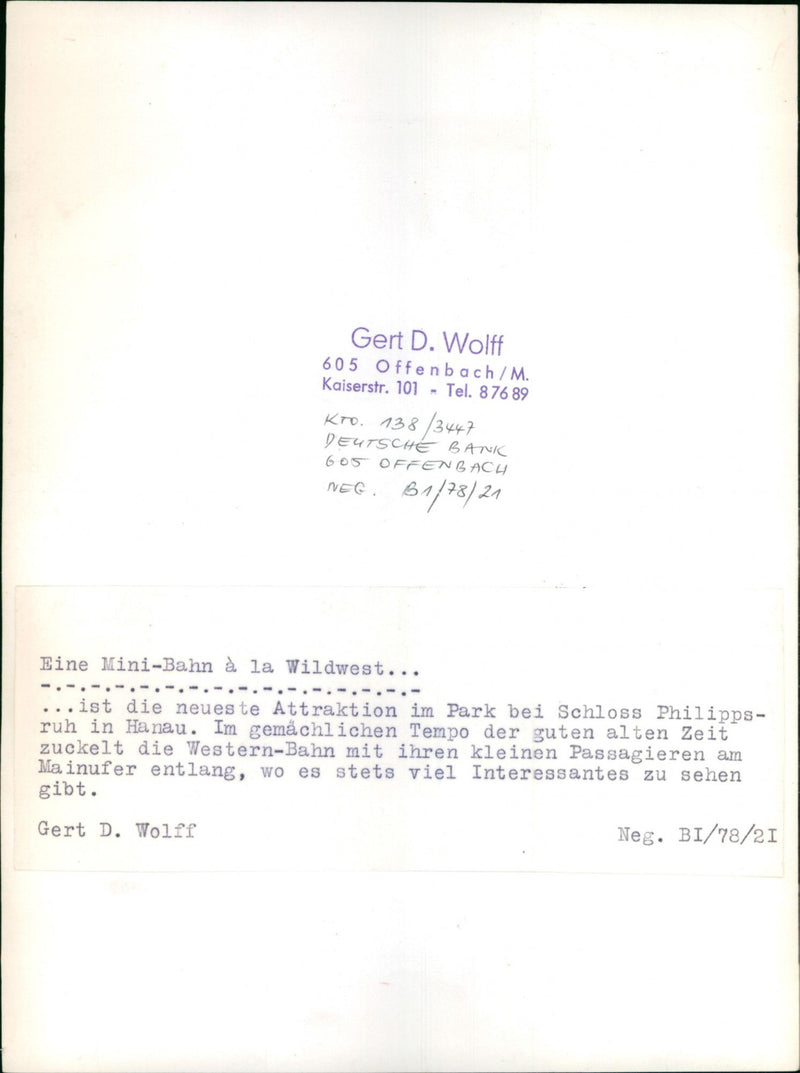 Gert D. Wolff
605 Offenbach/M.
Kaiserstr. 101 - Tel. 87689
KTO. 138/3447
DEUTSCHE BANK
605 OFFENBACH
NEG. B1/78/21
Eine Mini-Bahn à la Wildwest...
-.-.-.-.-.-.-.-.-.-.-.-.-.-.-.-
...ist die neueste Attraktion im Park bei Schloss Philipps-
ruh in Hanau. Im gemächlichen Tempo der guten alten Zeit
zuckelt die Western-Bahn mit ihren kleinen Passagieren am
Mainufer entlang, wo es stets viel Interessantes zu sehen
gibt.
Gert D. Wolff Neg. BI/78/2I